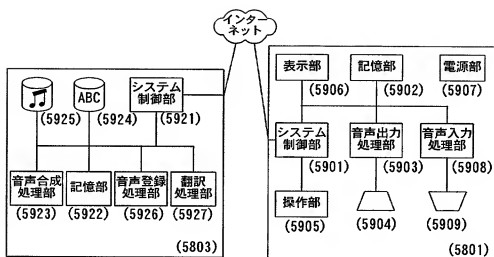 インター
ネット
ABC
システム
制御部
(5925)
(5924)
(5921)
音声合成
処理部
記憶部
音声登録
処理部
翻訳
処理部
(5923)
(5922)
(5926)
(5927)
(5803)
表示部
記憶部
電源部
(5906)
(5902)
(5907)
システム
制御部
音声出力
処理部
音声入力
処理部
(5901)
(5903)
(5908)
操作部
(5905)
(5904)
(5909)
(5801)